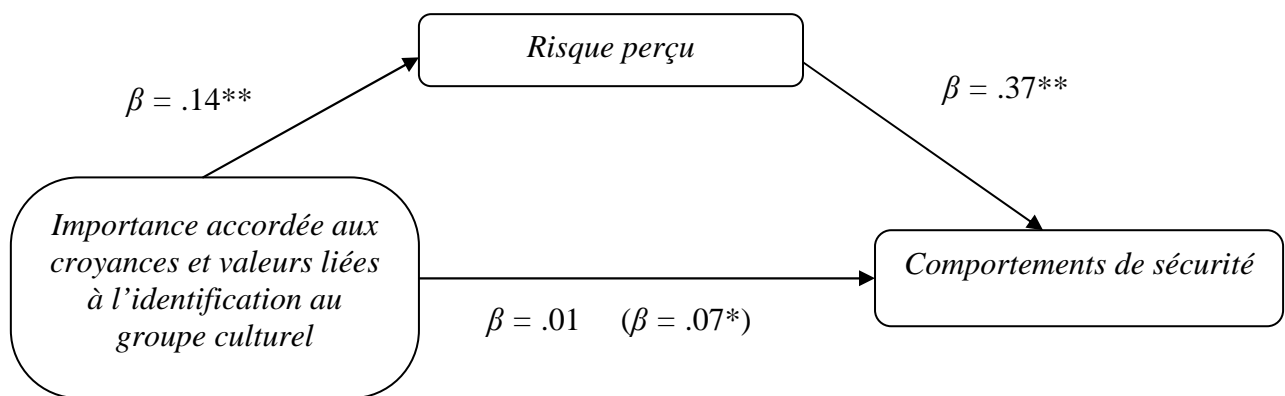 Risque perçu
β = .14**
β = .37**
Importance accordée aux
croyances et valeurs liées
à l’identification au
groupe culturel
Comportements de sécurité
β = .01 (β = .07*)